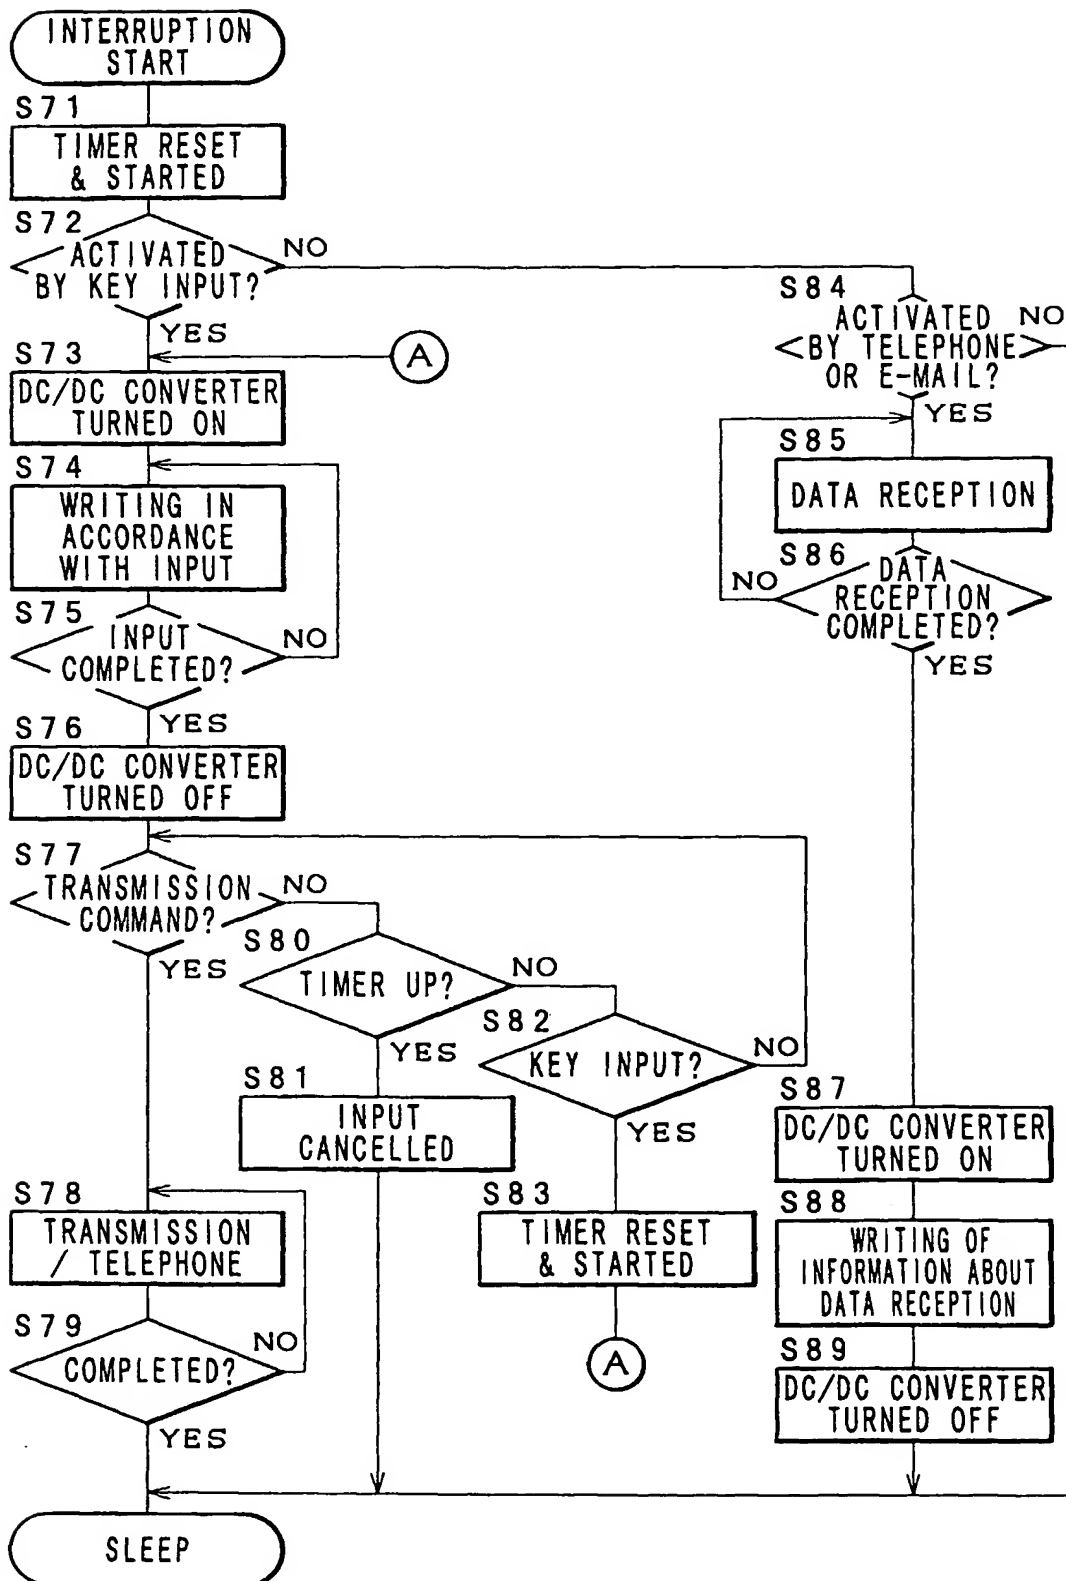 INTERRUPTION
START
S71
TIMER RESET
& STARTED
S72
ACTIVATED
BY KEY INPUT?
NO
YES
S73
A
DC/DC CONVERTER
TURNED ON
S74
WRITING IN
ACCORDANCE
WITH INPUT
S75
INPUT
COMPLETED?
NO
YES
S76
DC/DC CONVERTER
TURNED OFF
S77
TRANSMISSION
COMMAND?
NO
YES
S78
TRANSMISSION
/ TELEPHONE
S79
COMPLETED?
NO
YES
SLEEP
S80
TIMER UP?
NO
YES
S81
INPUT
CANCELLED
S82
KEY INPUT?
NO
YES
S83
TIMER RESET
& STARTED
A
S84
ACTIVATED
BY TELEPHONE
OR E-MAIL?
NO
YES
S85
DATA RECEPTION
S86
DATA
RECEPTION
COMPLETED?
NO
YES
S87
DC/DC CONVERTER
TURNED ON
S88
WRITING OF
INFORMATION ABOUT
DATA RECEPTION
S89
DC/DC CONVERTER
TURNED OFF